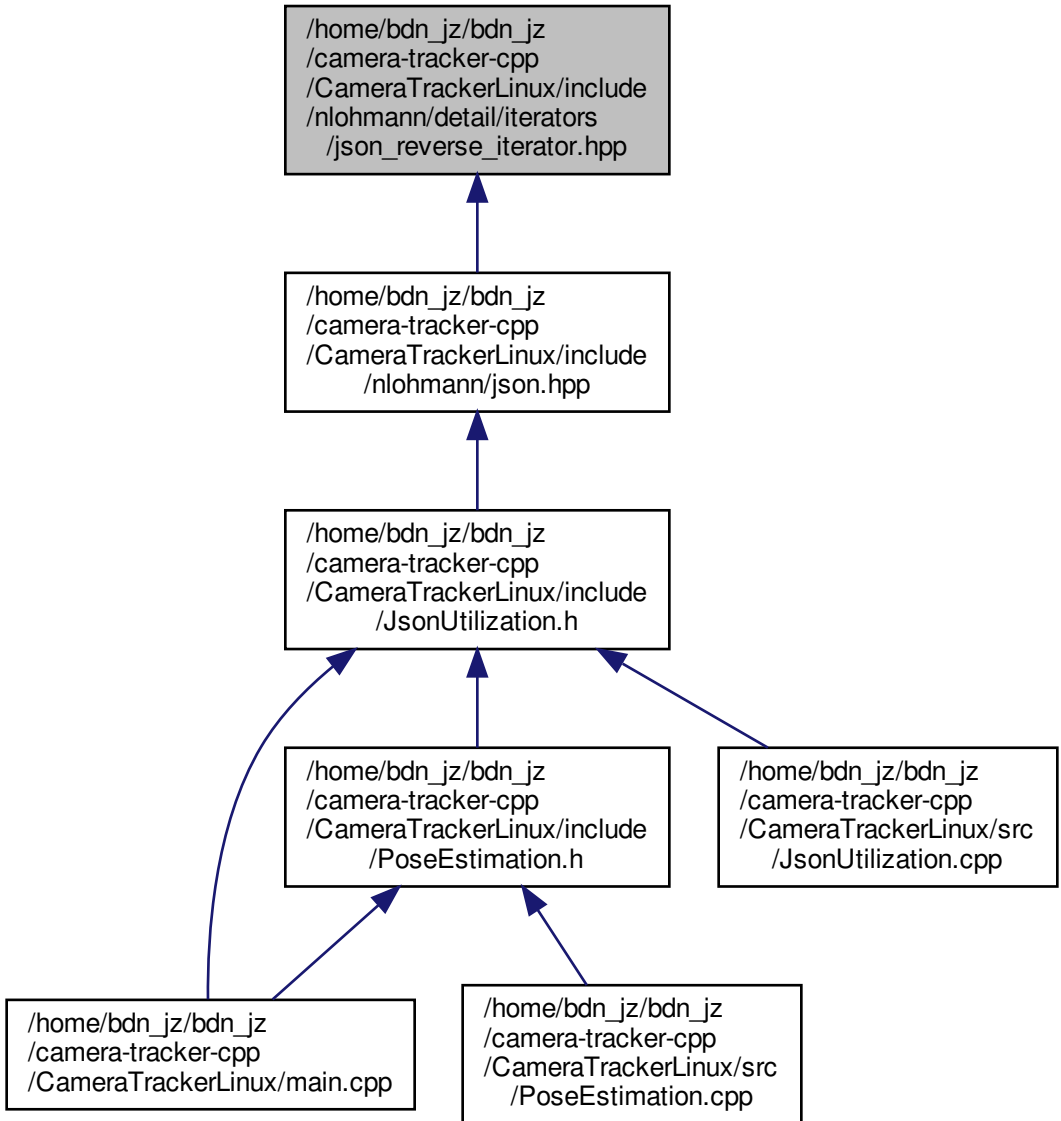 /home/bdn_jz/bdn_jz
/camera-tracker-cpp
/CameraTrackerLinux/include
/nlohmann/detail/iterators
/json_reverse_iterator.hpp
/home/bdn_jz/bdn_jz
/camera-tracker-cpp
/CameraTrackerLinux/include
/nlohmann/json.hpp
/home/bdn_jz/bdn_jz
/camera-tracker-cpp
/CameraTrackerLinux/include
/JsonUtilization.h
/home/bdn_jz/bdn_jz
/camera-tracker-cpp
/CameraTrackerLinux/include
/PoseEstimation.h
/home/bdn_jz/bdn_jz
/camera-tracker-cpp
/CameraTrackerLinux/src
/JsonUtilization.cpp
/home/bdn_jz/bdn_jz
/camera-tracker-cpp
/CameraTrackerLinux/main.cpp
/home/bdn_jz/bdn_jz
/camera-tracker-cpp
/CameraTrackerLinux/src
/PoseEstimation.cpp